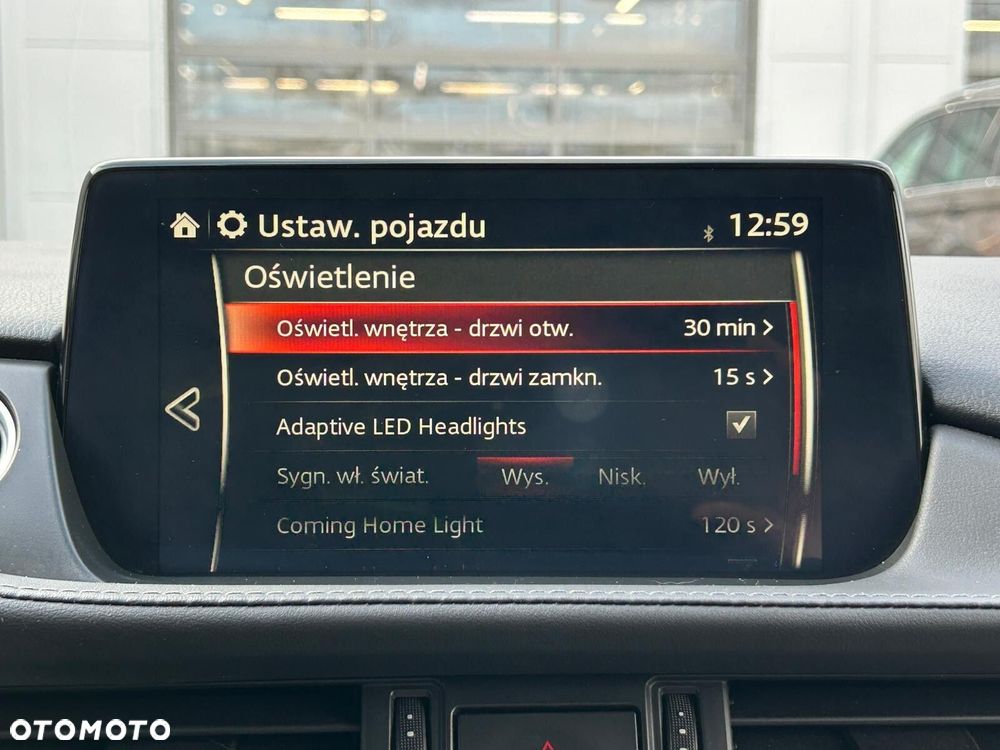 Ustaw. pojazdu 12:59
Oświetlenie
Oświetl. wnętrza - drzwi otw. 30 min >
Oświetl. wnętrza - drzwi zamkn. 15 s >
Adaptive LED Headlights
Sygn. wł. świat. Wys. Nisk. Wył.
Coming Home Light 120 s >
OTOMOTO